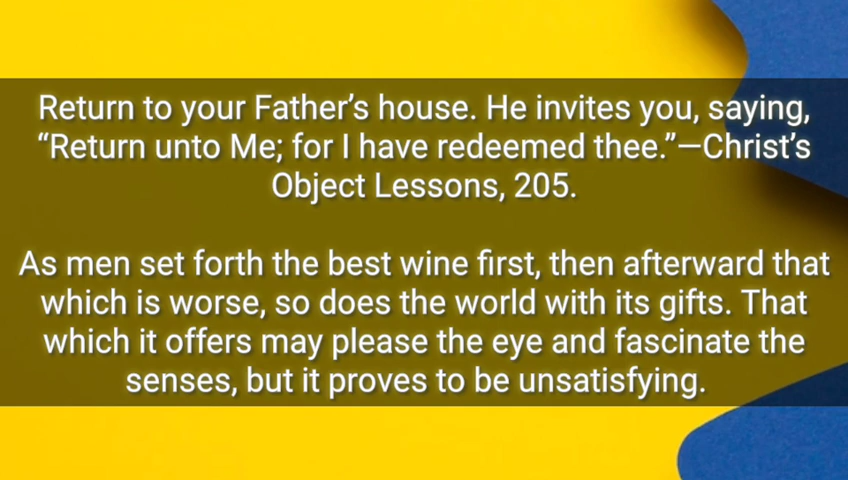 Return to your Father’s house. He invites you, saying,
“Return unto Me; for I have redeemed thee.”—Christ’s
Object Lessons, 205.
As men set forth the best wine first, then afterward that
which is worse, so does the world with its gifts. That
which it offers may please the eye and fascinate the
senses, but it proves to be unsatisfying.